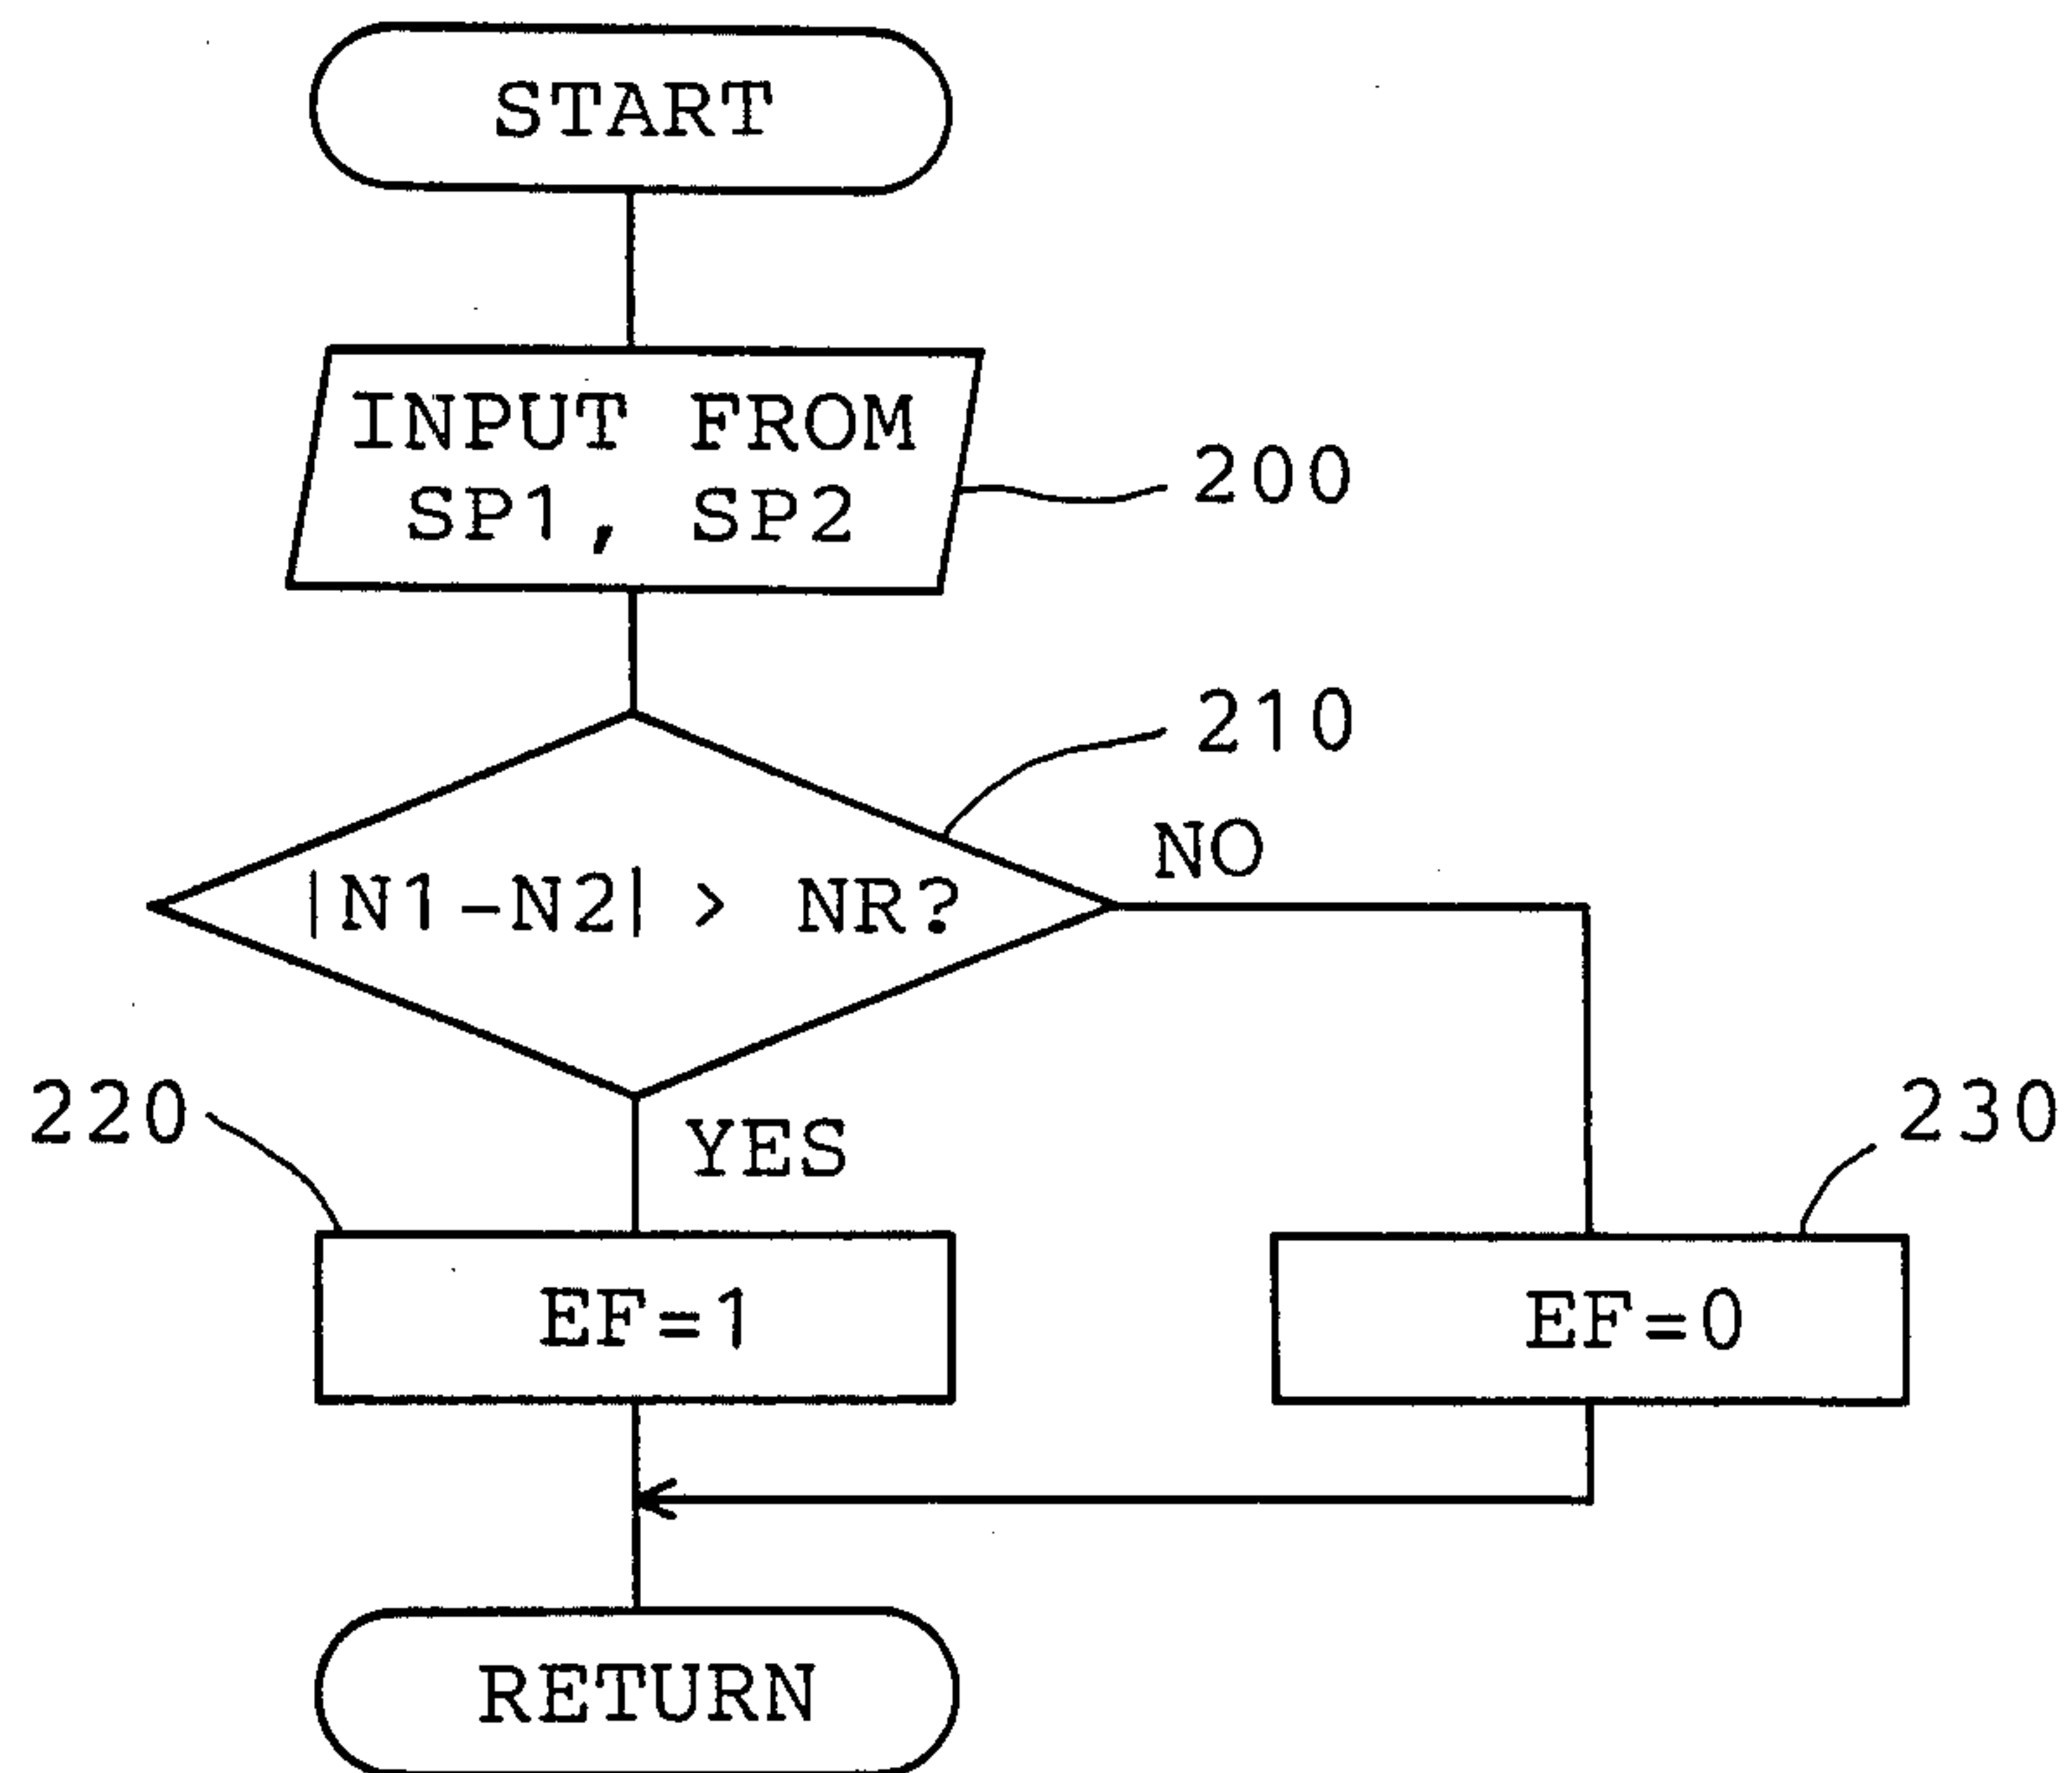 START
INPUT FROM
SP1, SP2
200
210
NO
|N1-N2| > NR?
220
YES
230
EF=1
EF=0
RETURN